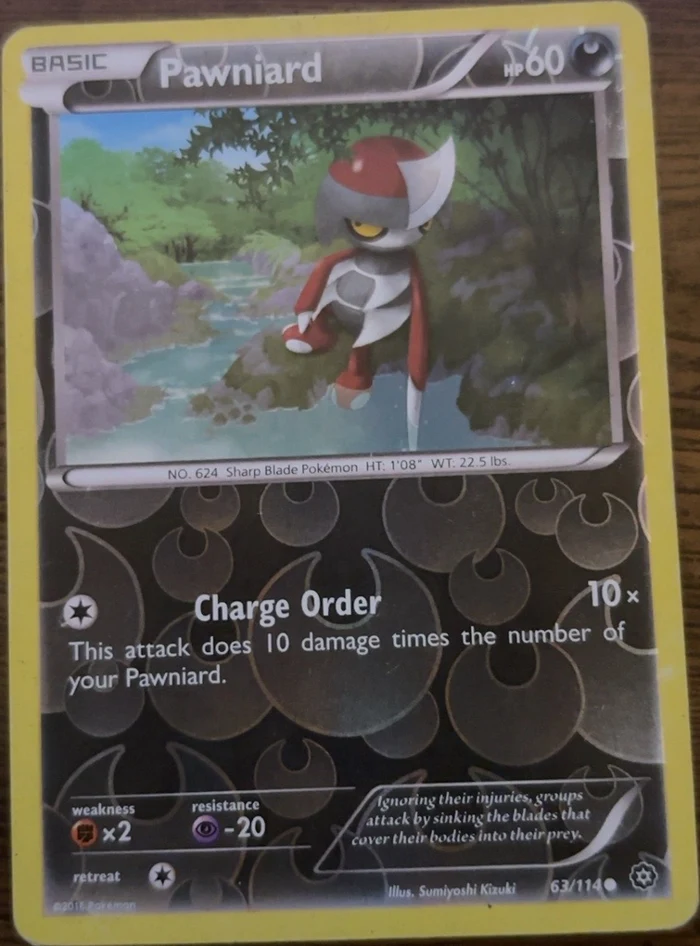 BASIC
Pawniard
HP60
NO. 624 Sharp Blade Pokémon HT: 1'08" WT: 22.5 lbs.
Charge Order 10×
This attack does 10 damage times the number of
your Pawniard.
weakness
×2
resistance
-20
retreat
Ignoring their injuries, groups
attack by sinking the blades that
cover their bodies into their prey.
Illus. Sumiyoshi Kizuki 63/114
©2016 Pokémon